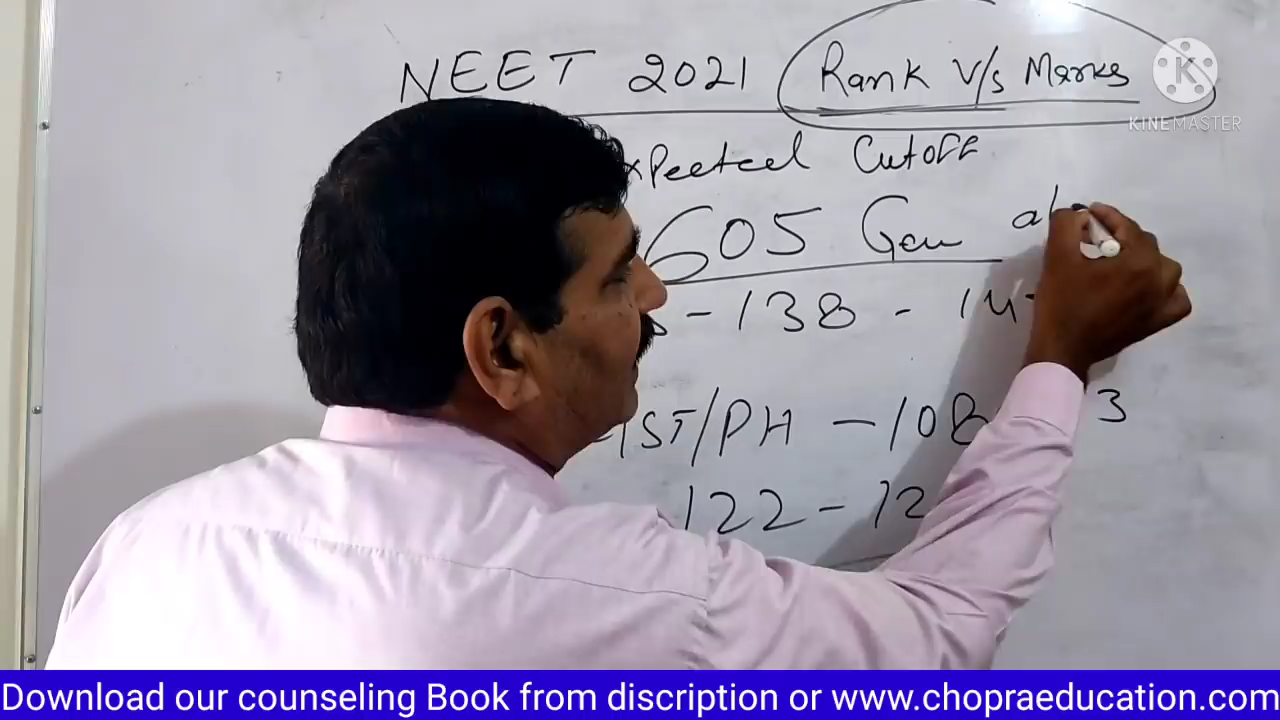 NEET 2021 Rank V/s Marks
KINEMASTER
xpected Cutoff
605 Gen
- 138 -
/ST/PH - 108 3
122 - 12
Download our counseling Book from discription or www.chopraeducation.com